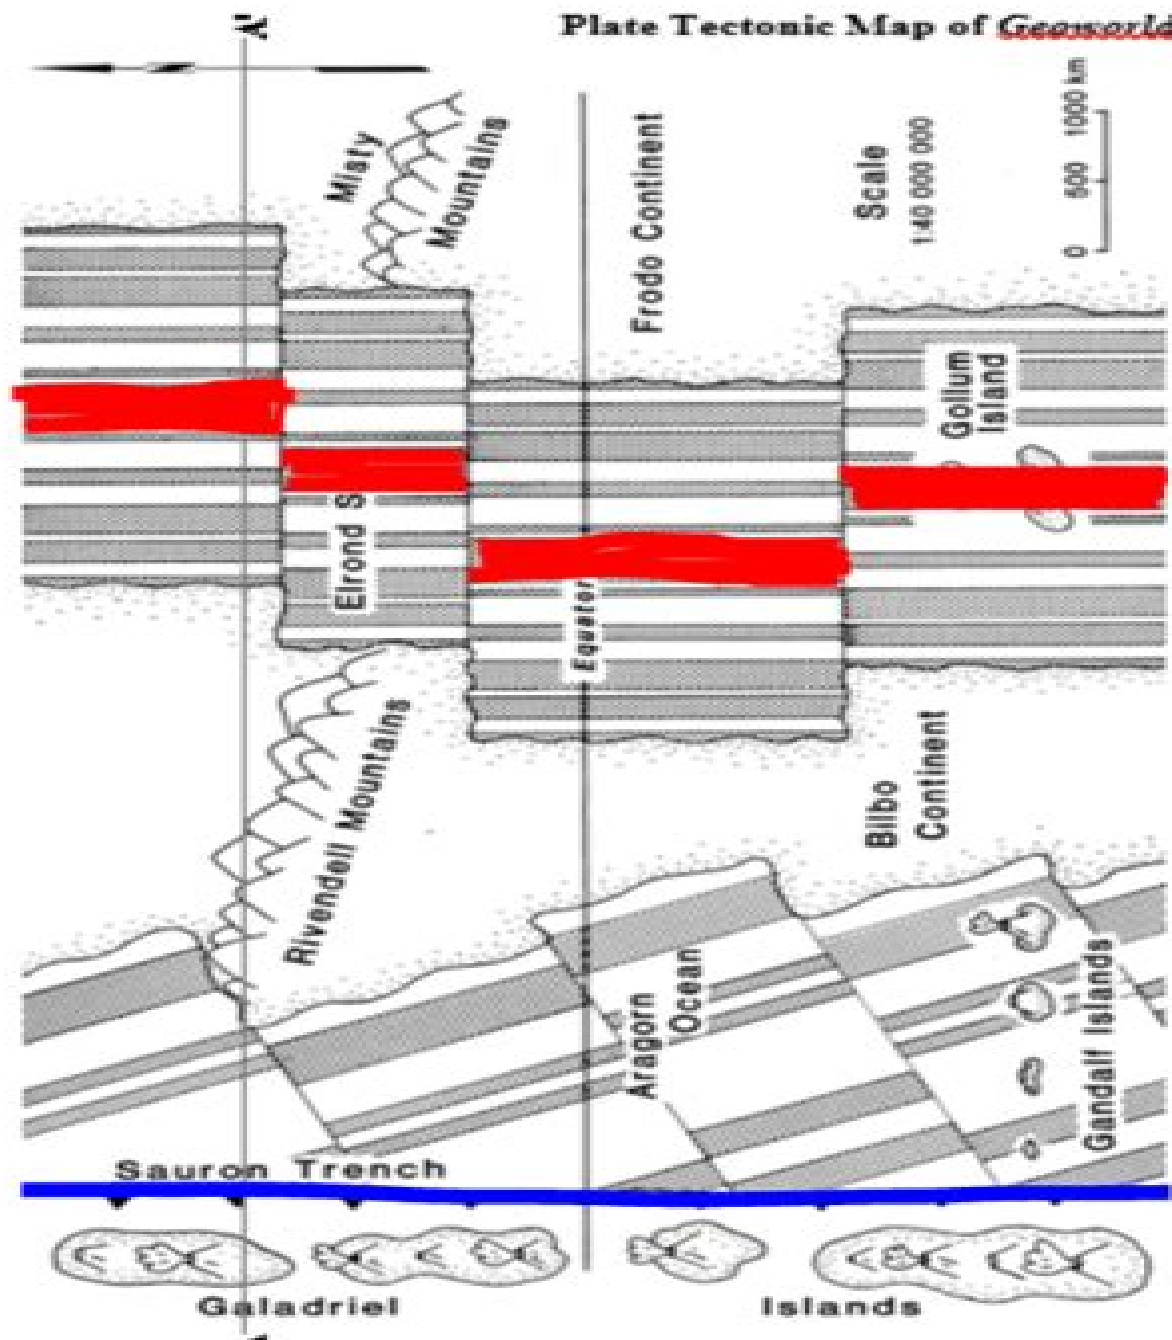 Plate Tectonic Map of Geoworld
A'
Misty
Mountains
Frodo Continent
Scale
1:40 000 000
0 500 1000 km
Gollum
Island
Elrond S
Equator
Rivendell Mountains
Bilbo
Continent
Aragorn
Ocean
Gandalf Islands
Sauron Trench
Galadriel Islands